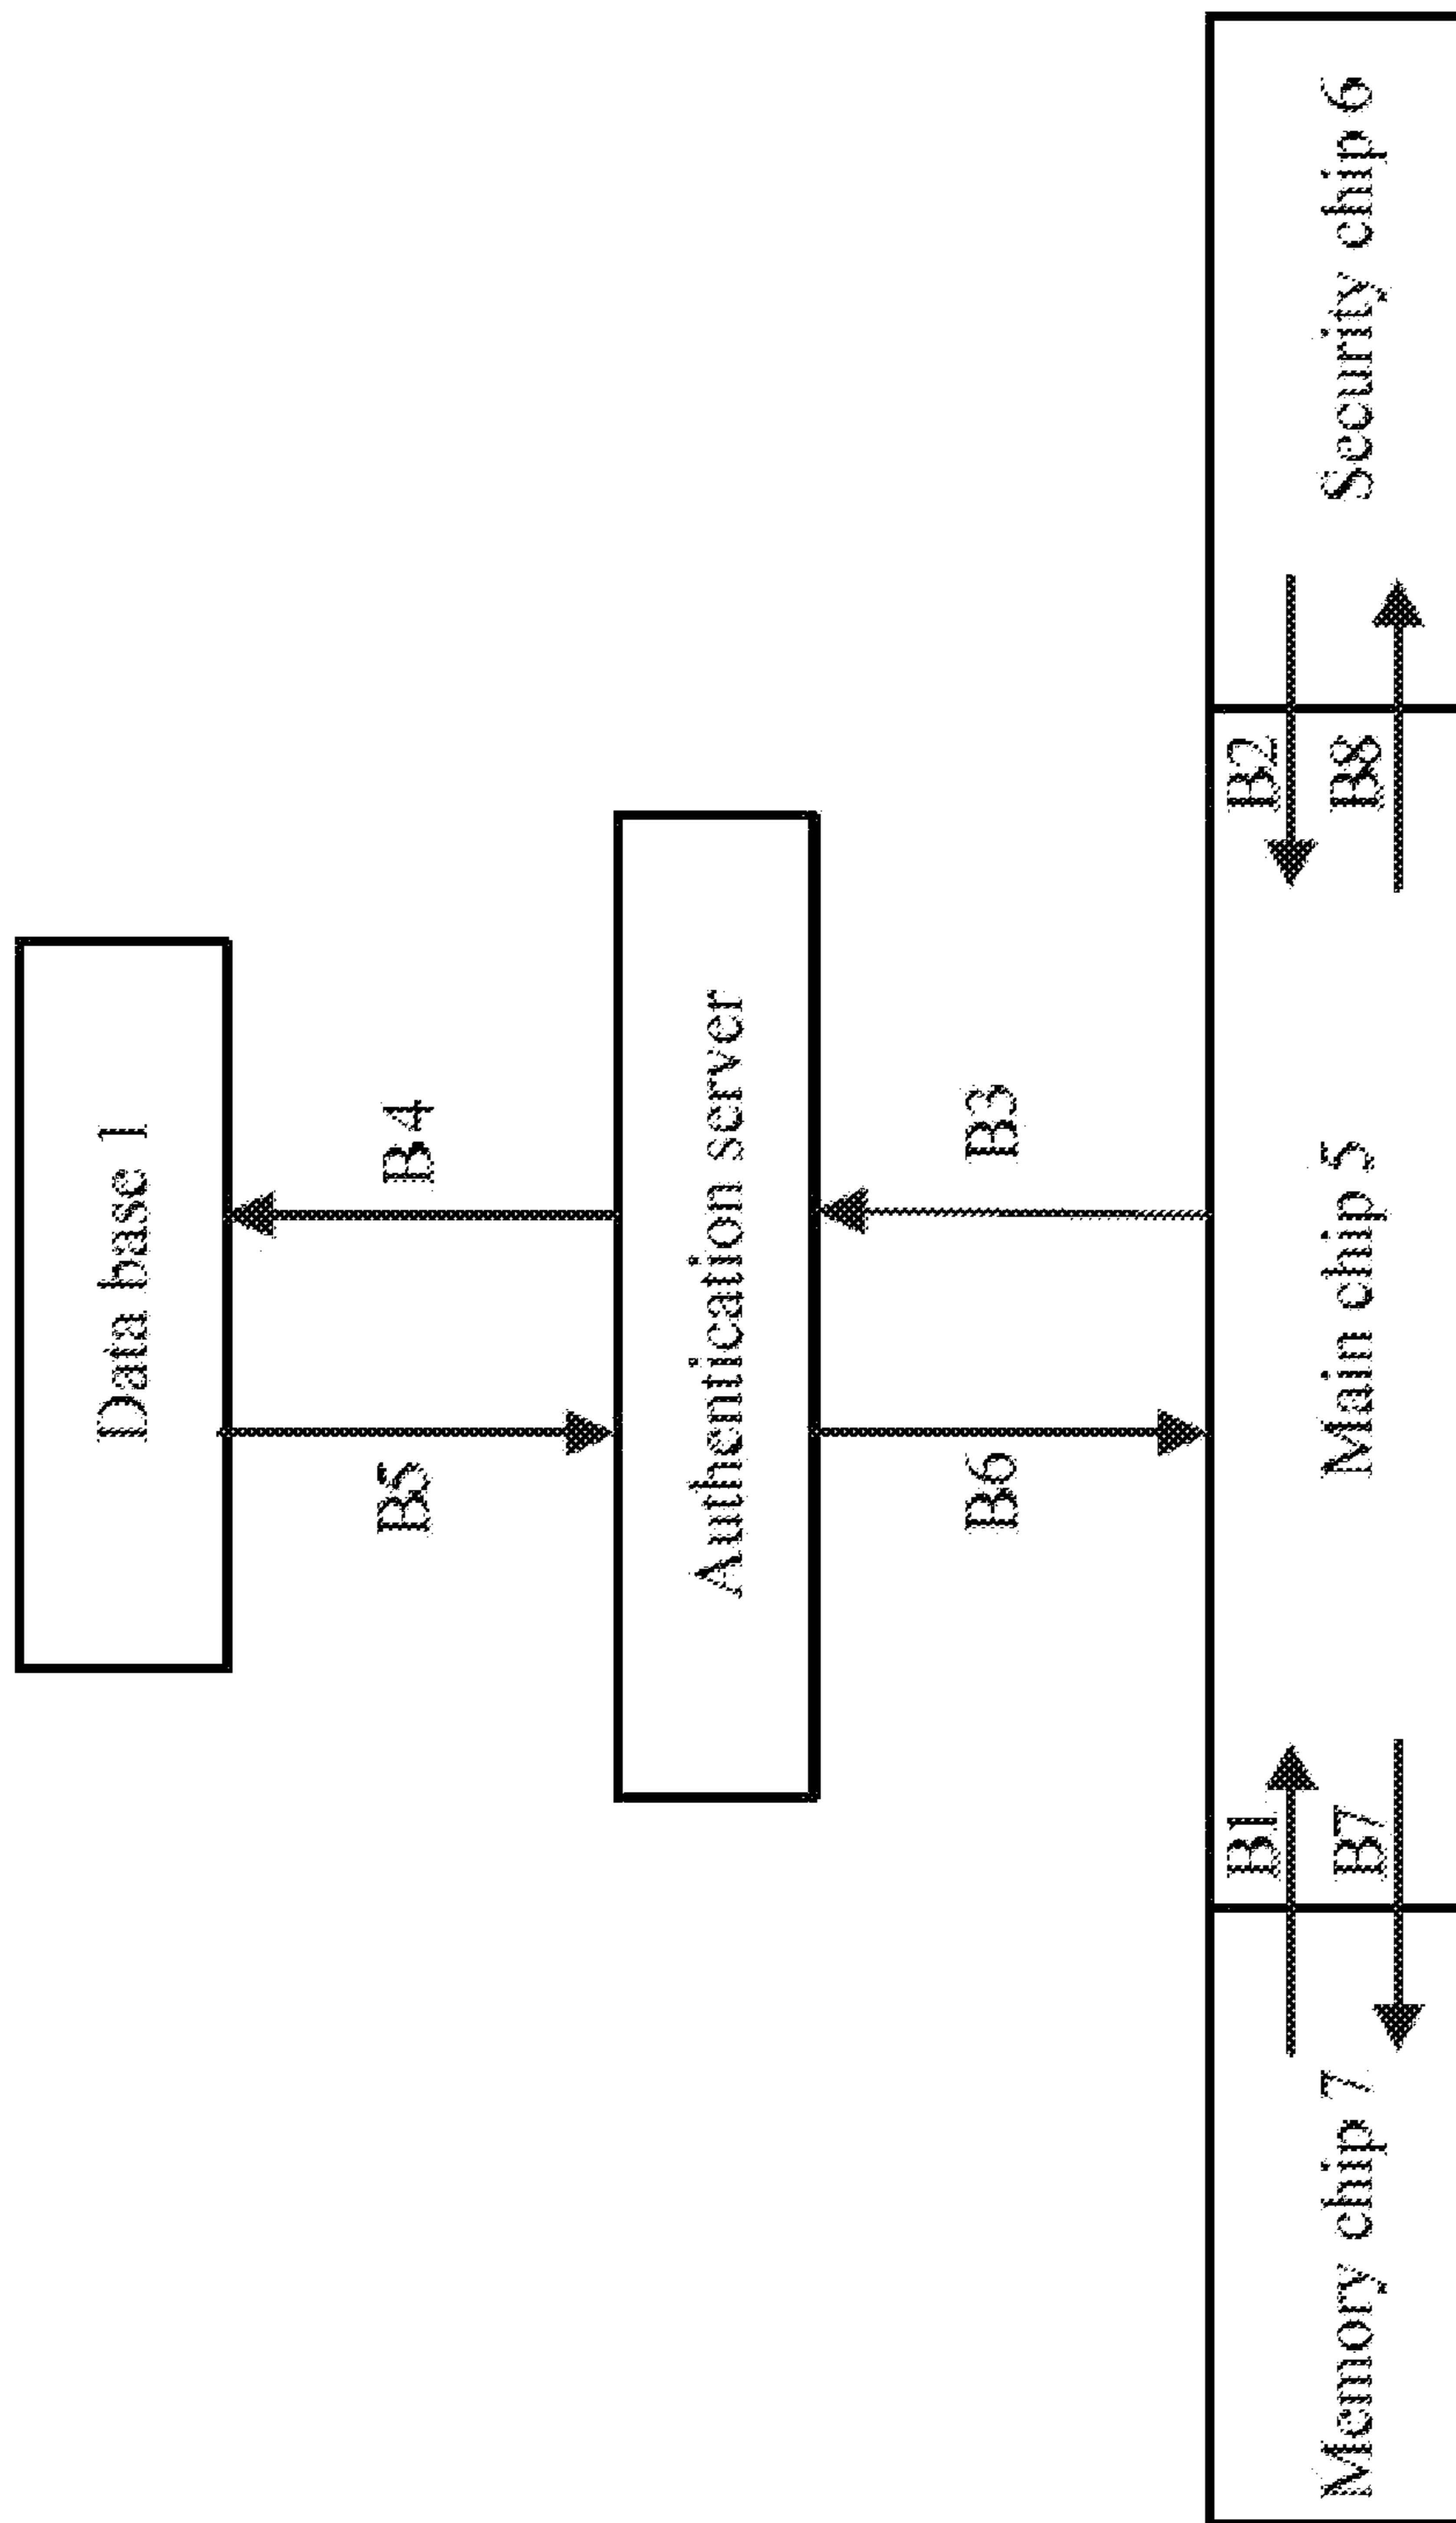 Data base 1
B5
B4
Authentication server
B6
B3
Memory chip 7
B1
B7
Main chip 5
B2
B8
Security chip 6